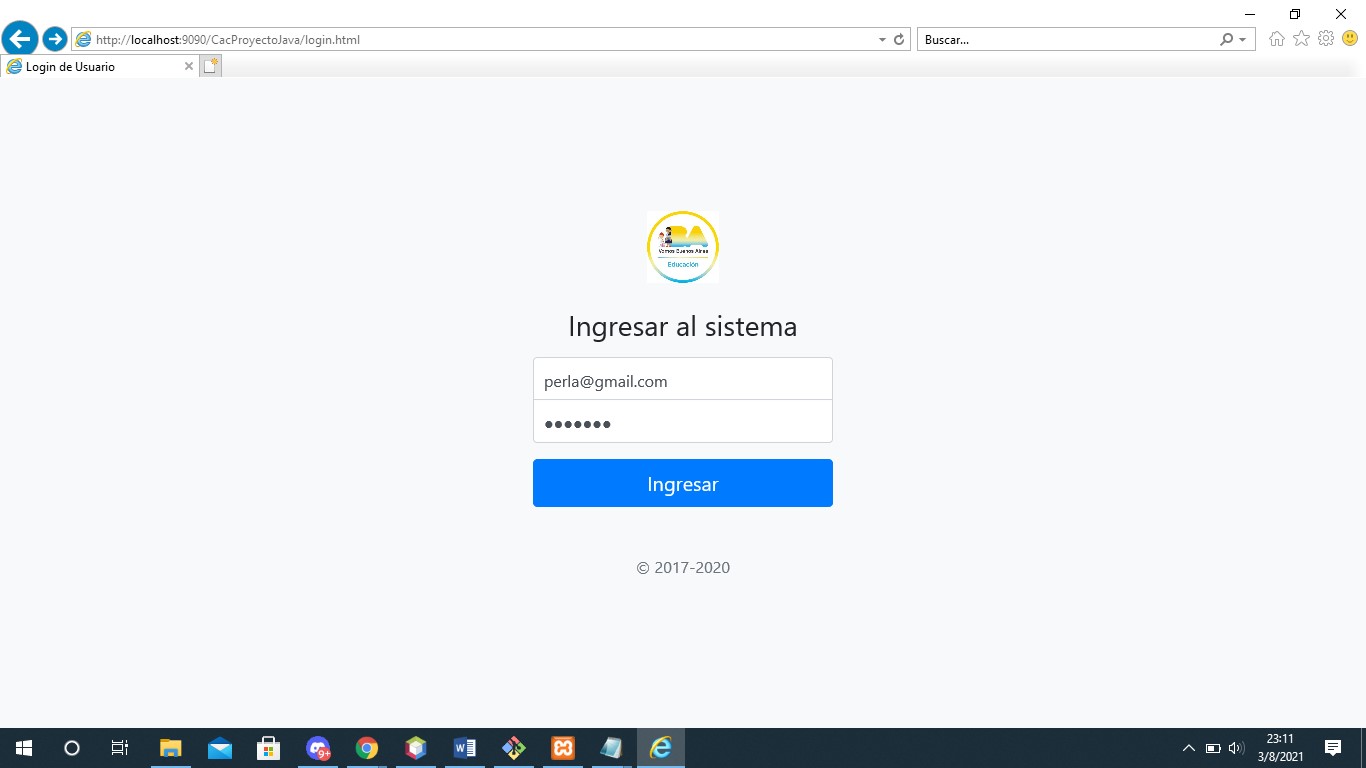 http://localhost:9090/CacProyectoJava/login.html
Buscar...
Login de Usuario
BA
Vamos Buenos Aires
Educación
Ingresar al sistema
perla@gmail.com
•••••••
Ingresar
© 2017-2020
9+
23:11
3/8/2021